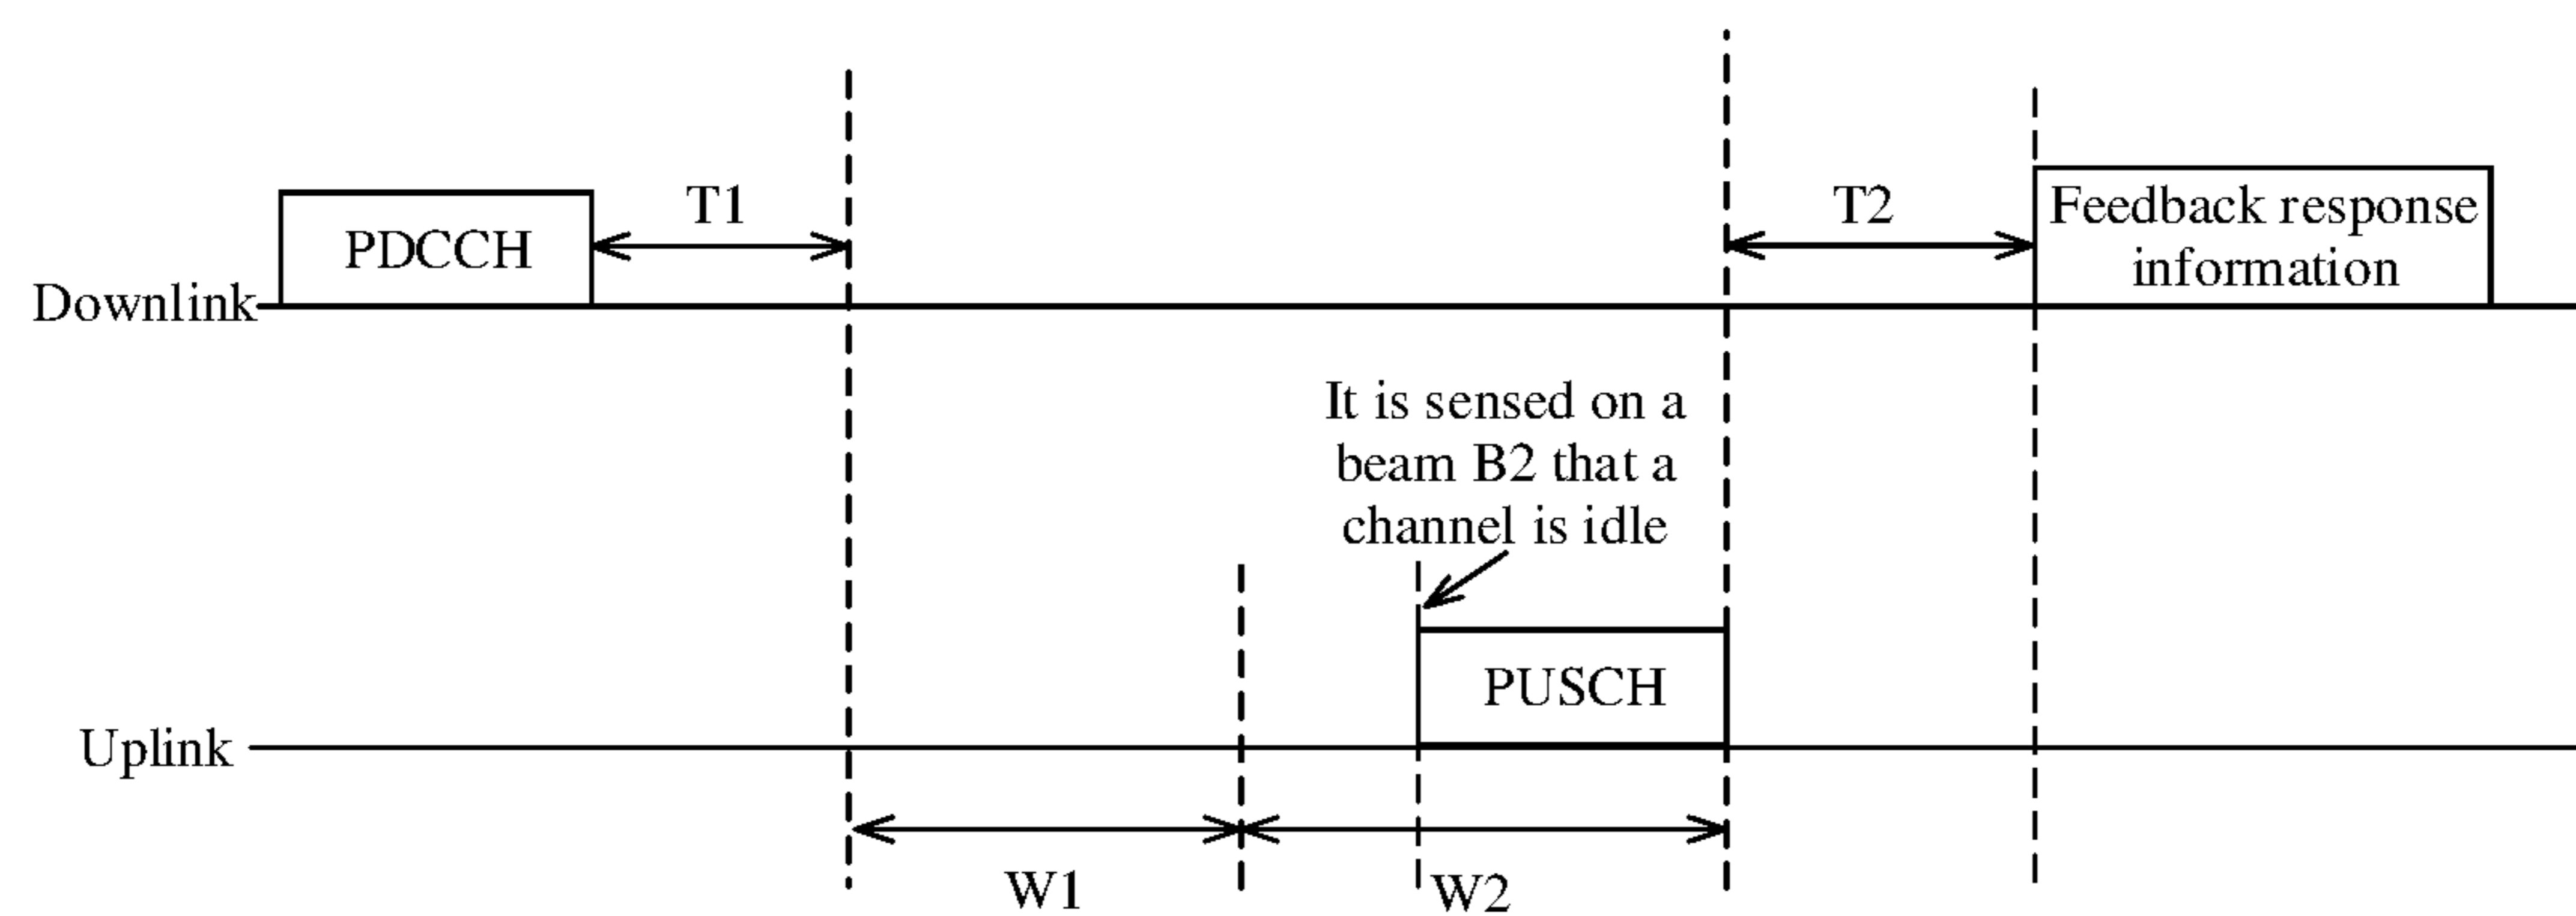 T1
T2
PDCCH
Feedback response
information
Downlink
It is sensed on a
beam B2 that a
channel is idle
PUSCH
Uplink
W1
W2